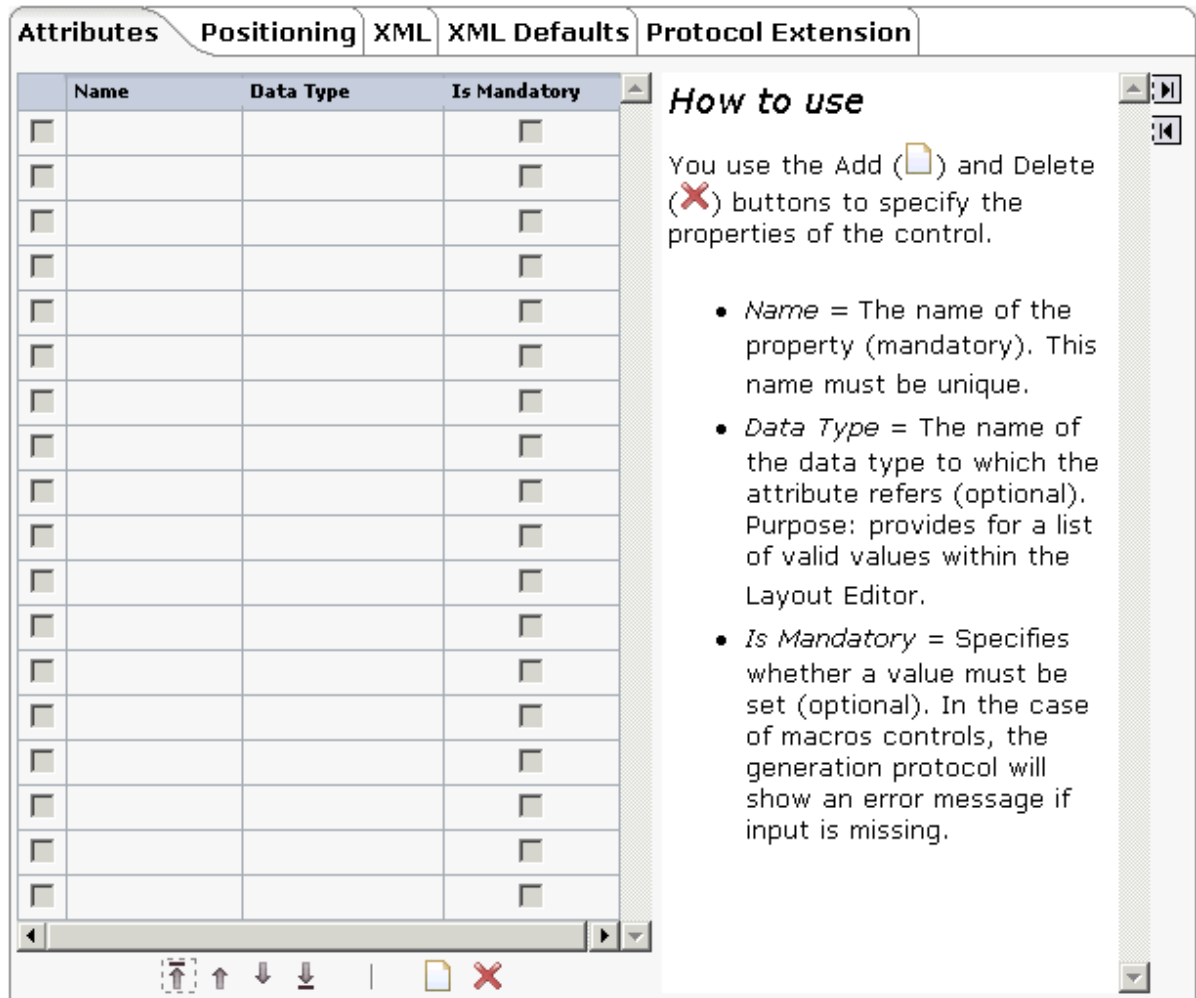 Attributes Positioning XML XML Defaults Protocol Extension
Name Data Type Is Mandatory
How to use
You use the Add ( ) and Delete
( ) buttons to specify the
properties of the control.
• Name = The name of the
property (mandatory). This
name must be unique.
• Data Type = The name of
the data type to which the
attribute refers (optional).
Purpose: provides for a list
of valid values within the
Layout Editor.
• Is Mandatory = Specifies
whether a value must be
set (optional). In the case
of macros controls, the
generation protocol will
show an error message if
input is missing.